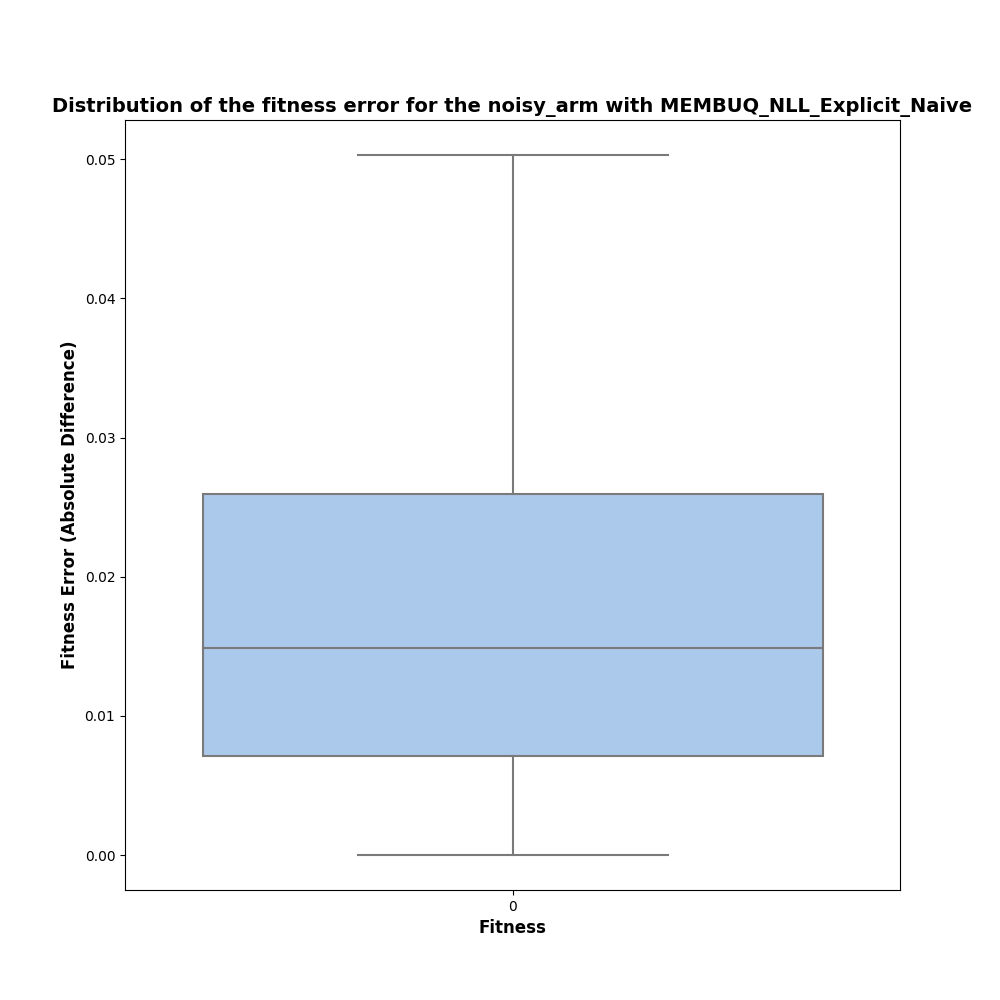 Distribution of the fitness error for the noisy_arm with MEMBUQ_NLL_Explicit_Naive
Fitness Error (Absolute Difference)
0.05
0.04
0.03
0.02
0.01
0.00
0
Fitness